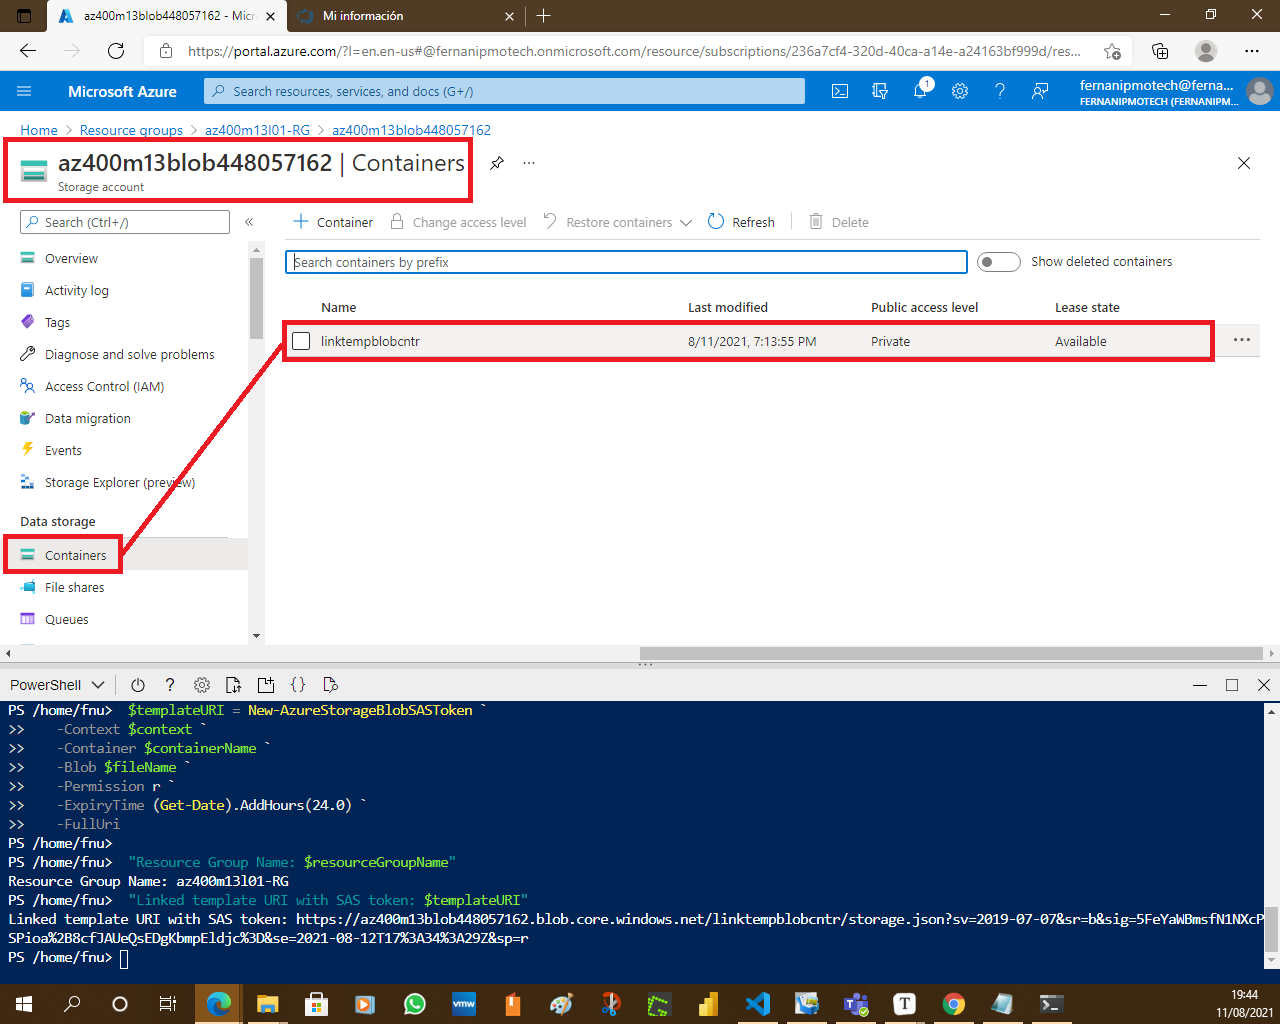 az400m13blob448057162 - Micr
Mi información
https://portal.azure.com/?l=en.en-us#@fernanipmotech.onmicrosoft.com/resource/subscriptions/236a7cf4-320d-40ca-a14e-a24163bf999d/res...
Microsoft Azure
Search resources, services, and docs (G+/)
1
fernanipmotech@ferna...
FERNANIPMOTECH (FERNANIPM...
Home > Resource groups > az400m13l01-RG > az400m13blob448057162
az400m13blob448057162 | Containers
Storage account
Search (Ctrl+/)
Container
Change access level
Restore containers
Refresh
Delete
Search containers by prefix
Show deleted containers
Overview
Activity log
Tags
Diagnose and solve problems
Access Control (IAM)
Data migration
Events
Storage Explorer (preview)
Data storage
Containers
File shares
Queues
Name Last modified Public access level Lease state
linktempblobcntr 8/11/2021, 7:13:55 PM Private Available
PowerShell
PS /home/fnu> $templateURI = New-AzureStorageBlobSASToken `
>> -Context $context `
>> -Container $containerName `
>> -Blob $fileName `
>> -Permission r `
>> -ExpiryTime (Get-Date).AddHours(24.0) `
>> -FullUri
PS /home/fnu>
PS /home/fnu> "Resource Group Name: $resourceGroupName"
Resource Group Name: az400m13l01-RG
PS /home/fnu> "Linked template URI with SAS token: $templateURI"
Linked template URI with SAS token: https://az400m13blob448057162.blob.core.windows.net/linktempblobcntr/storage.json?sv=2019-07-07&sr=b&sig=5FeYaWBmsfN1NXcP
SPioa%2B8cfJAUeQsEDgKbmpEldjc%3D&se=2021-08-12T17%3A34%3A29Z&sp=r
PS /home/fnu>
vmw
T
19:44
11/08/2021